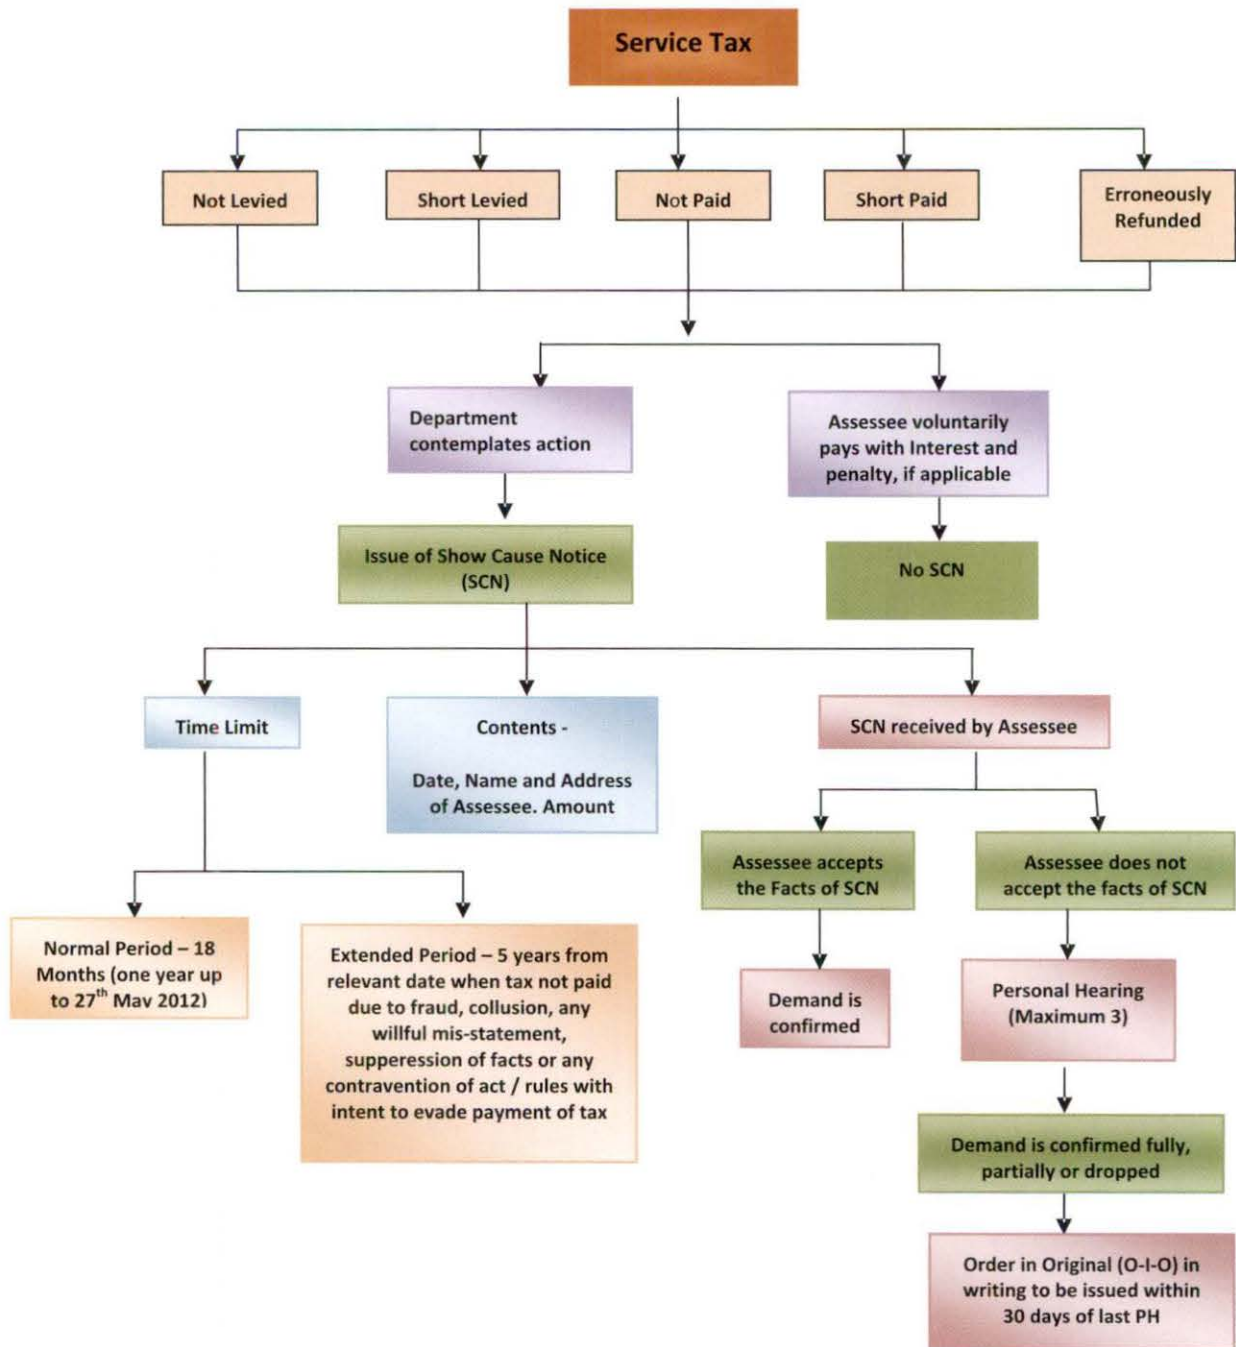 Service Tax
Not Levied
Short Levied
Not Paid
Short Paid
Erroneously
Refunded
Department
contemplates action
Assessee voluntarily
pays with Interest and
penalty, if applicable
Issue of Show Cause Notice
(SCN)
No SCN
Time Limit
Contents -
Date, Name and Address
of Assessee. Amount
SCN received by Assessee
Assessee accepts
the Facts of SCN
Assessee does not
accept the facts of SCN
Normal Period – 18
Months (one year up
to 27th May 2012)
Extended Period – 5 years from
relevant date when tax not paid
due to fraud, collusion, any
willful mis-statement,
supperession of facts or any
contravention of act / rules with
intent to evade payment of tax
Demand is
confirmed
Personal Hearing
(Maximum 3)
Demand is confirmed fully,
partially or dropped
Order in Original (O-I-O) in
writing to be issued within
30 days of last PH